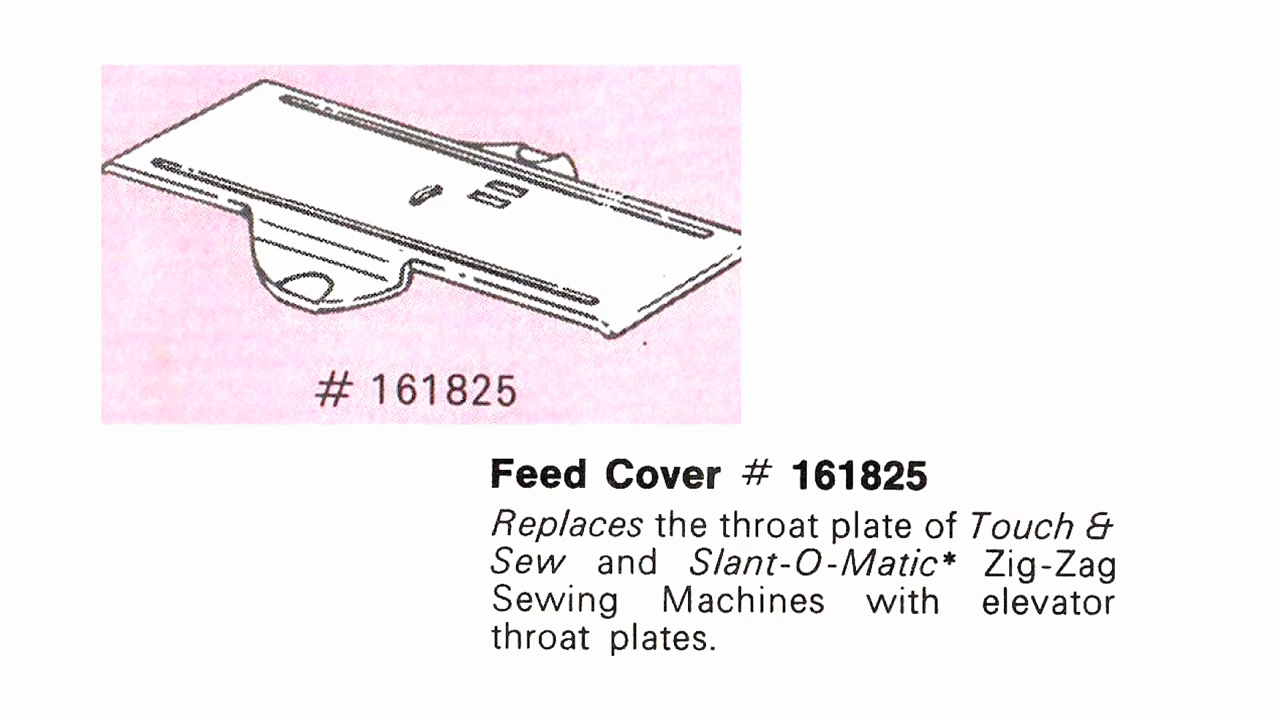 # 161825
Feed Cover # 161825
Replaces the throat plate of Touch &
Sew and Slant-O-Matic* Zig-Zag
Sewing Machines with elevator
throat plates.